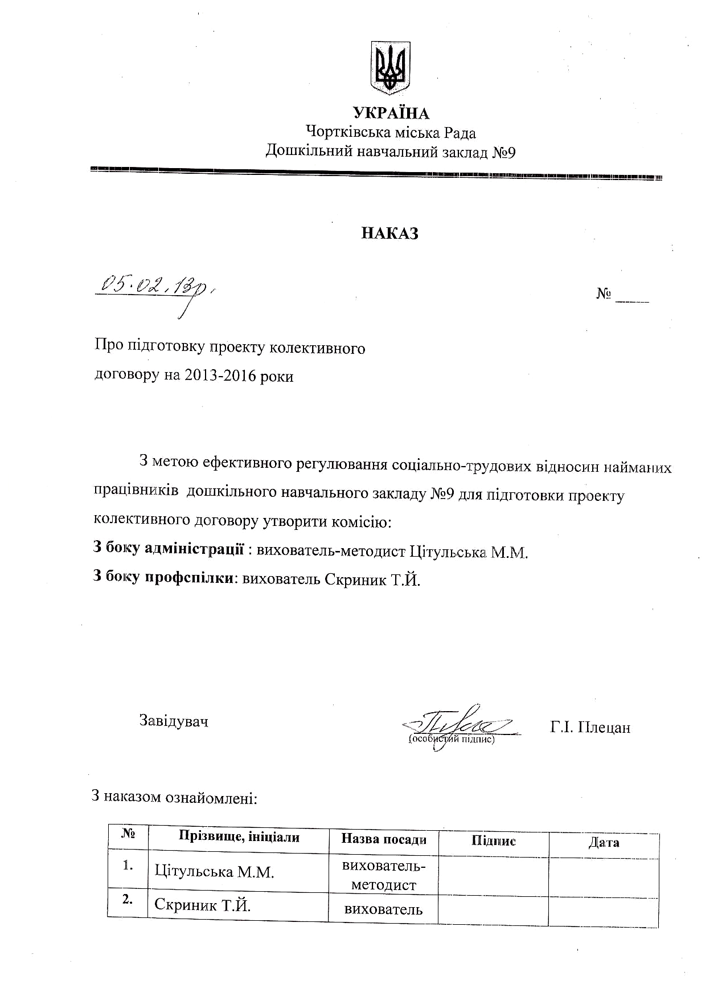 УКРАЇНА
Чортківська міська Рада
Дошкільний навчальний заклад №9
НАКАЗ
05.02.13р.
№ ____
Про підготовку проекту колективного
договору на 2013-2016 роки
З метою ефективного регулювання соціально-трудових відносин найманих
працівників дошкільного навчального закладу №9 для підготовки проекту
колективного договору утворити комісію:
З боку адміністрації : вихователь-методист Цітульська М.М.
З боку профспілки: вихователь Скриник Т.Й.
Завідувач
(особистий підпис)
Г.І. Плецан
З наказом ознайомлені:
№ Прізвище, ініціали Назва посади Підпис Дата
1. Цітульська М.М. вихователь-
методист
2. Скриник Т.Й. вихователь